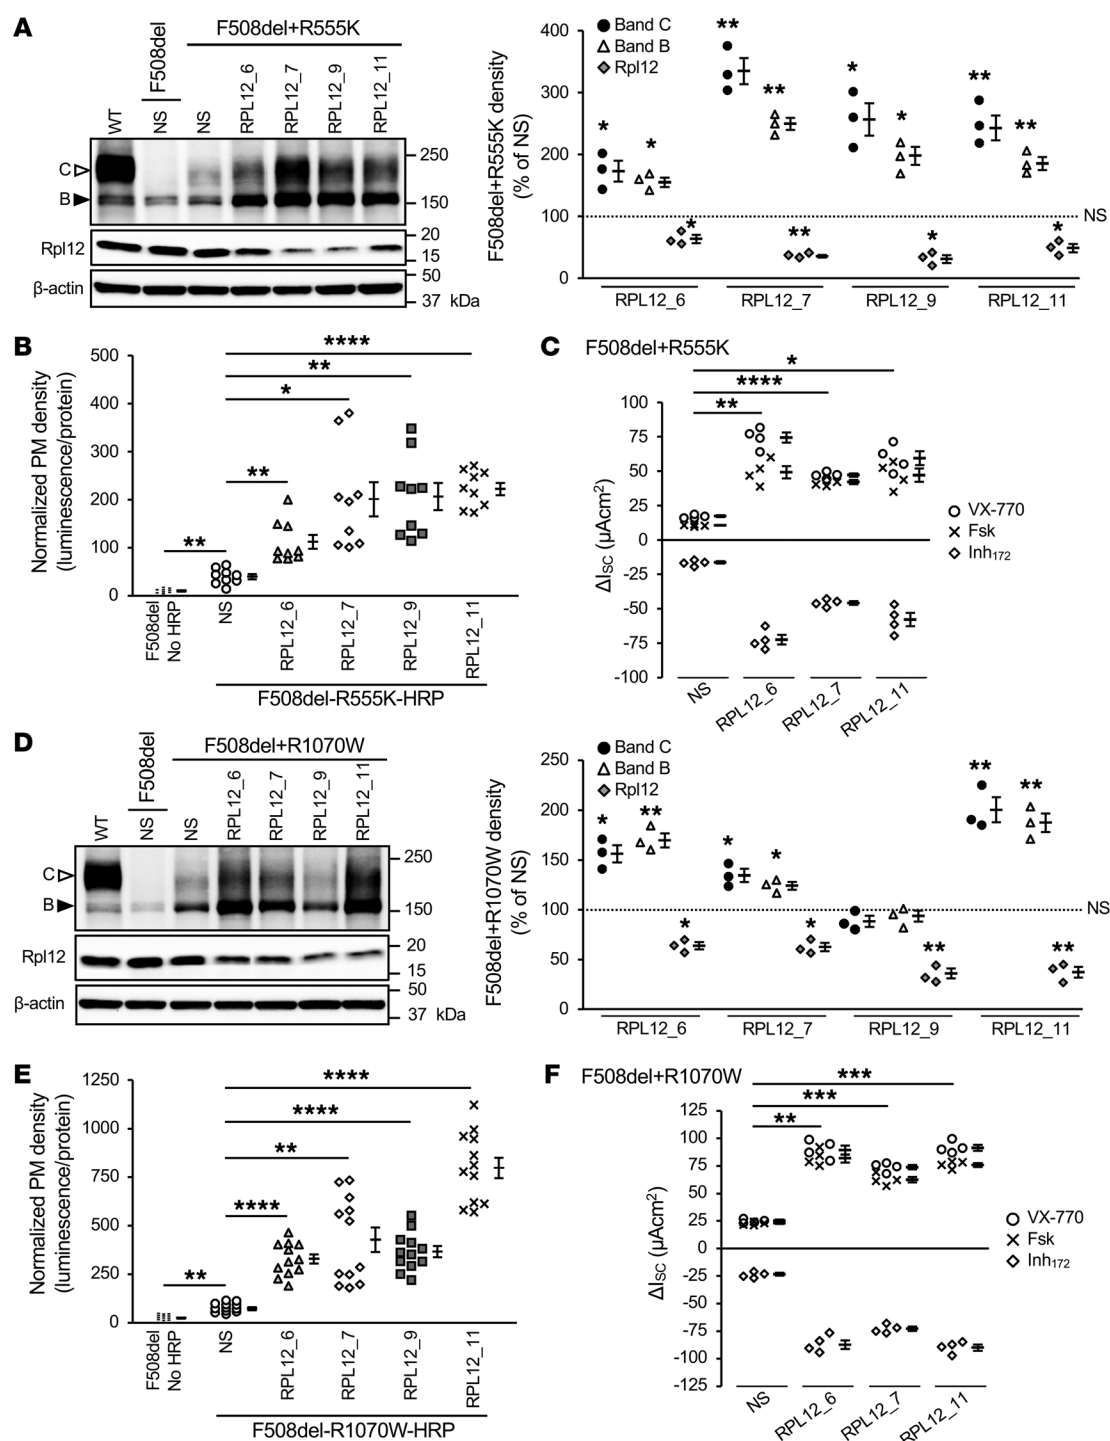 A
F508del+R555K
F508del
WT
NS
NS
RPL12_6
RPL12_7
RPL12_9
RPL12_11
C
B
250
150
Rpl12
20
15
β-actin
50
37 kDa
F508del+R555K density
(% of NS)
400
300
200
100
0
Band C
Band B
Rpl12
*
*
*
**
**
**
*
*
*
**
**
*
NS
RPL12_6
RPL12_7
RPL12_9
RPL12_11
B
Normalized PM density
(luminescence/protein)
500
400
300
200
100
0
****
**
*
**
**
F508del
No HRP
NS
RPL12_6
RPL12_7
RPL12_9
RPL12_11
F508del-R555K-HRP
C
F508del+R555K
*
****
**
ΔISC (µAcm2)
100
75
50
25
0
-25
-50
-75
-100
VX-770
Fsk
Inh172
NS
RPL12_6
RPL12_7
RPL12_11
D
F508del+R1070W
F508del
WT
NS
NS
RPL12_6
RPL12_7
RPL12_9
RPL12_11
C
B
250
150
Rpl12
20
15
β-actin
50
37 kDa
F508del+R1070W density
(% of NS)
250
200
150
100
50
0
Band C
Band B
Rpl12
*
**
*
*
*
*
**
**
**
**
NS
RPL12_6
RPL12_7
RPL12_9
RPL12_11
E
Normalized PM density
(luminescence/protein)
1250
1000
750
500
250
0
****
****
**
****
**
F508del
No HRP
NS
RPL12_6
RPL12_7
RPL12_9
RPL12_11
F508del-R1070W-HRP
F
F508del+R1070W
***
***
**
ΔISC (µAcm2)
125
100
75
50
25
0
-25
-50
-75
-100
-125
VX-770
Fsk
Inh172
NS
RPL12_6
RPL12_7
RPL12_11